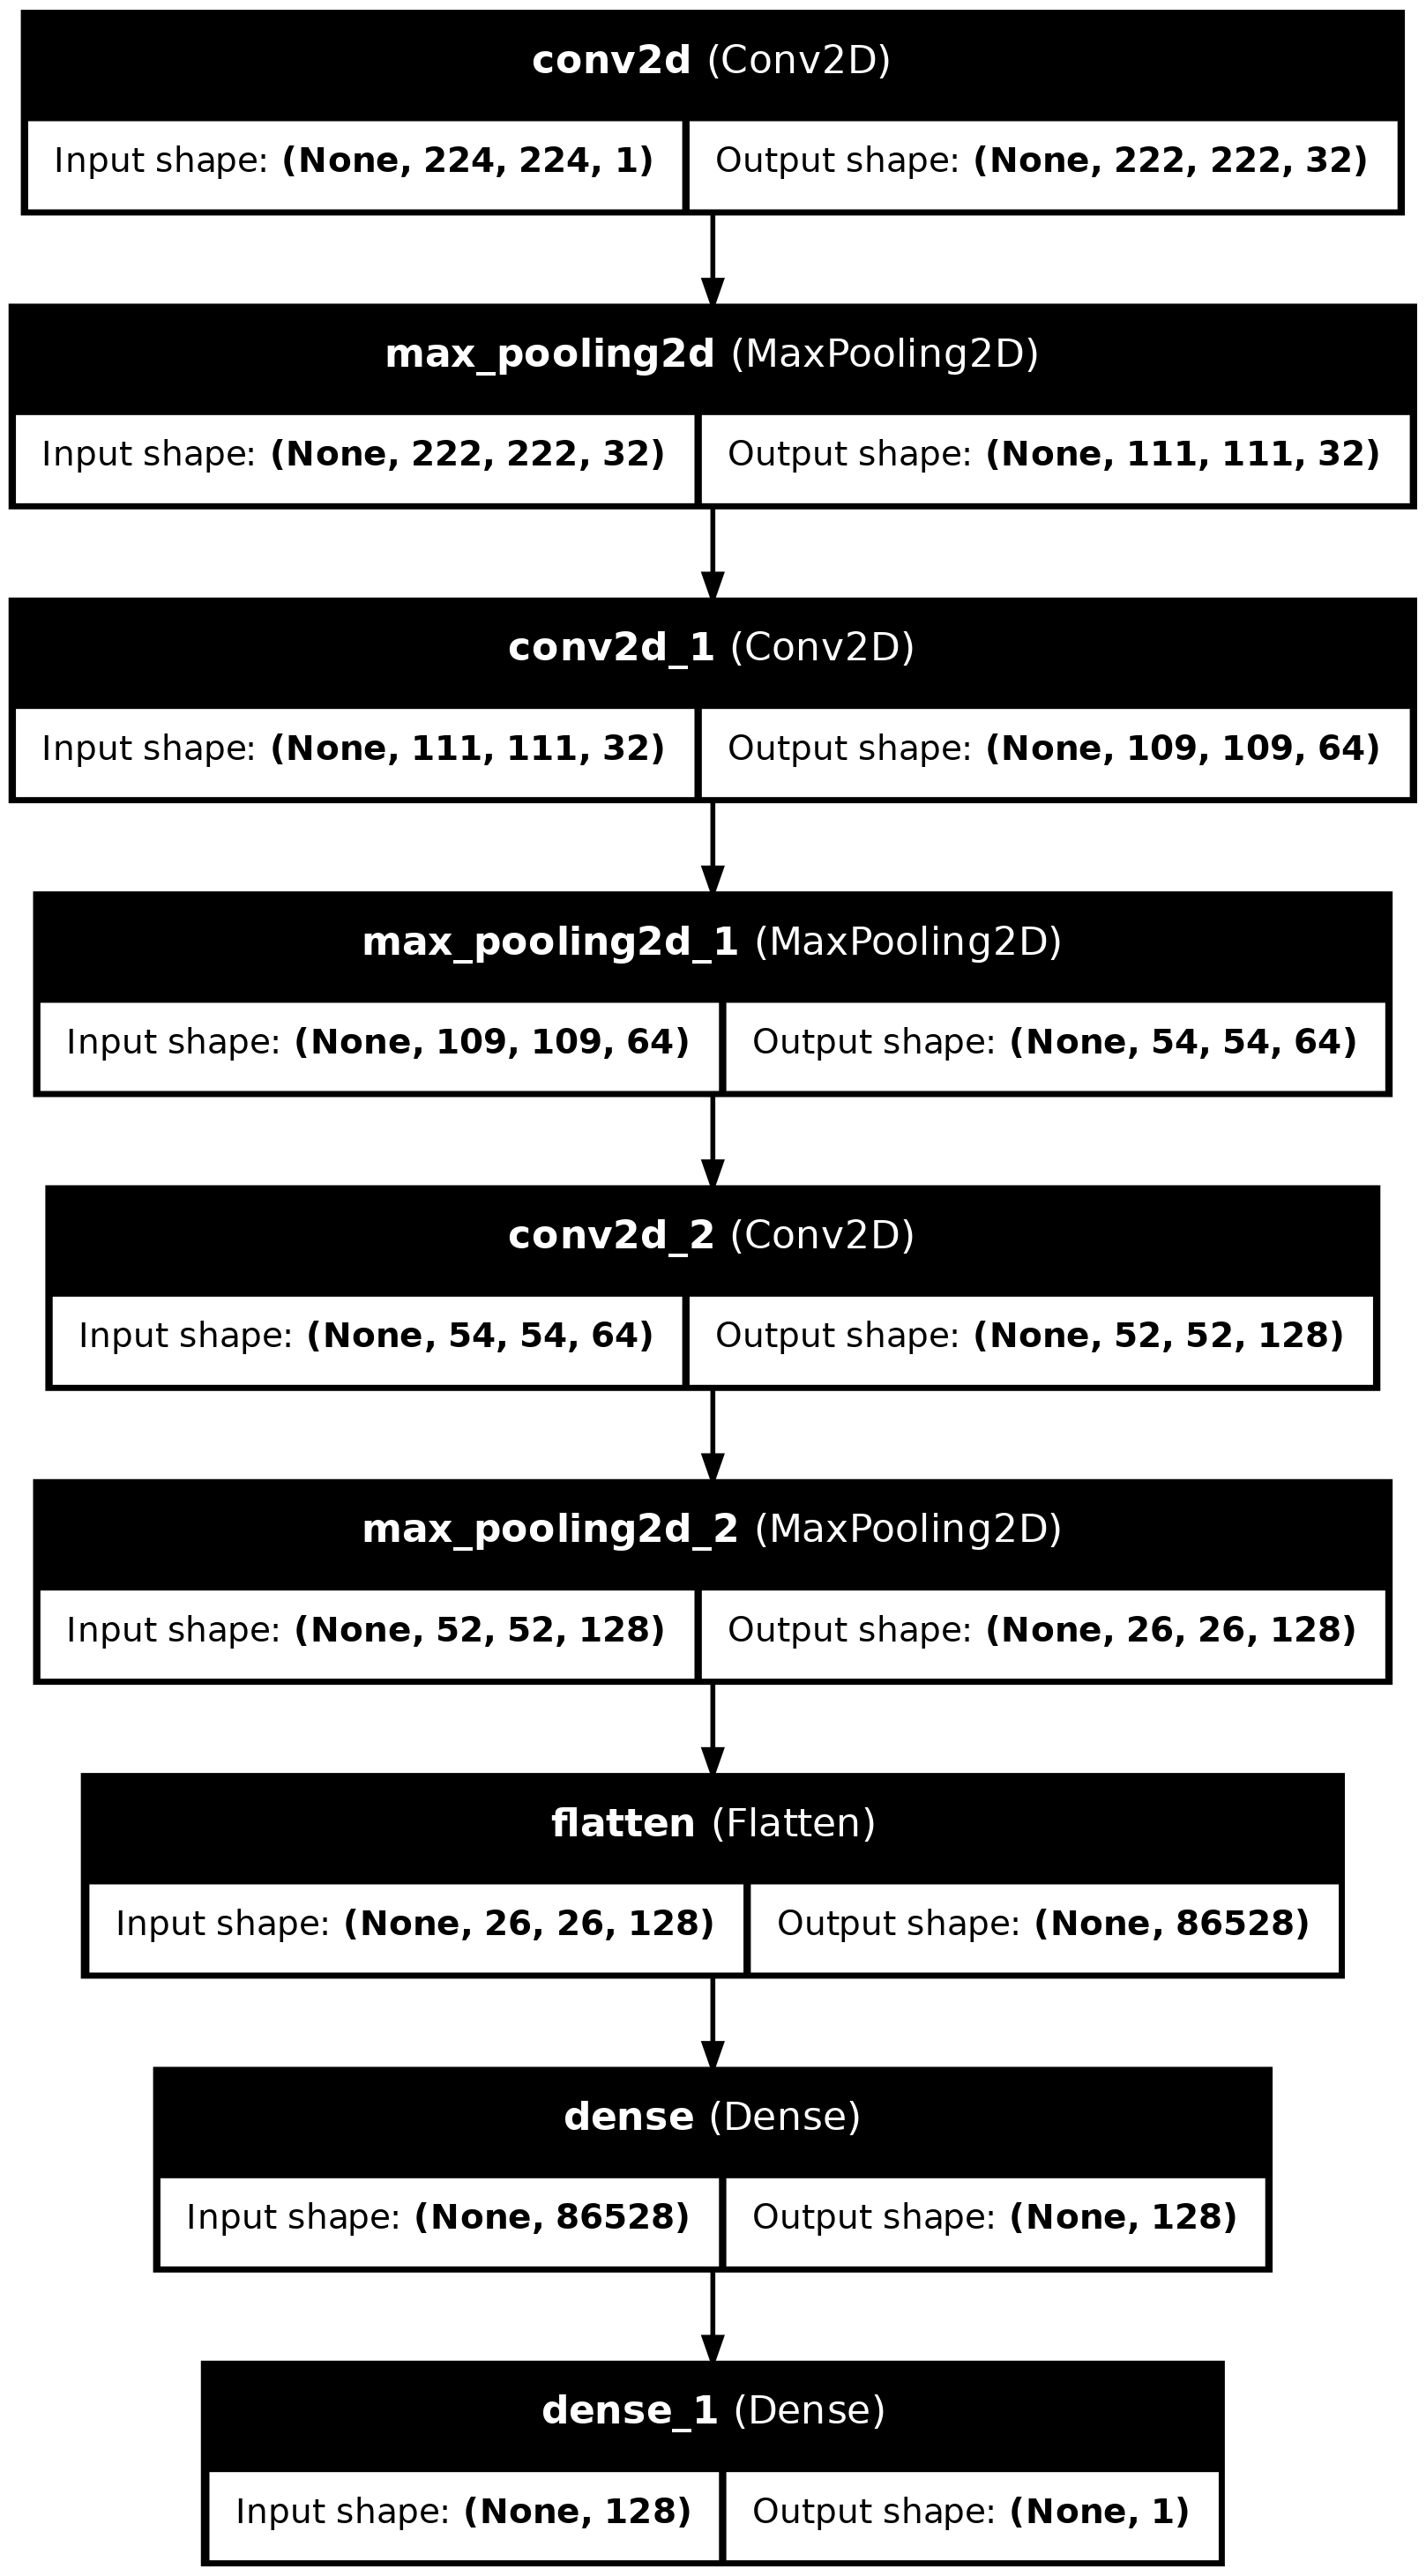 conv2d (Conv2D)
Input shape: (None, 224, 224, 1) Output shape: (None, 222, 222, 32)
max_pooling2d (MaxPooling2D)
Input shape: (None, 222, 222, 32) Output shape: (None, 111, 111, 32)
conv2d_1 (Conv2D)
Input shape: (None, 111, 111, 32) Output shape: (None, 109, 109, 64)
max_pooling2d_1 (MaxPooling2D)
Input shape: (None, 109, 109, 64) Output shape: (None, 54, 54, 64)
conv2d_2 (Conv2D)
Input shape: (None, 54, 54, 64) Output shape: (None, 52, 52, 128)
max_pooling2d_2 (MaxPooling2D)
Input shape: (None, 52, 52, 128) Output shape: (None, 26, 26, 128)
flatten (Flatten)
Input shape: (None, 26, 26, 128) Output shape: (None, 86528)
dense (Dense)
Input shape: (None, 86528) Output shape: (None, 128)
dense_1 (Dense)
Input shape: (None, 128) Output shape: (None, 1)